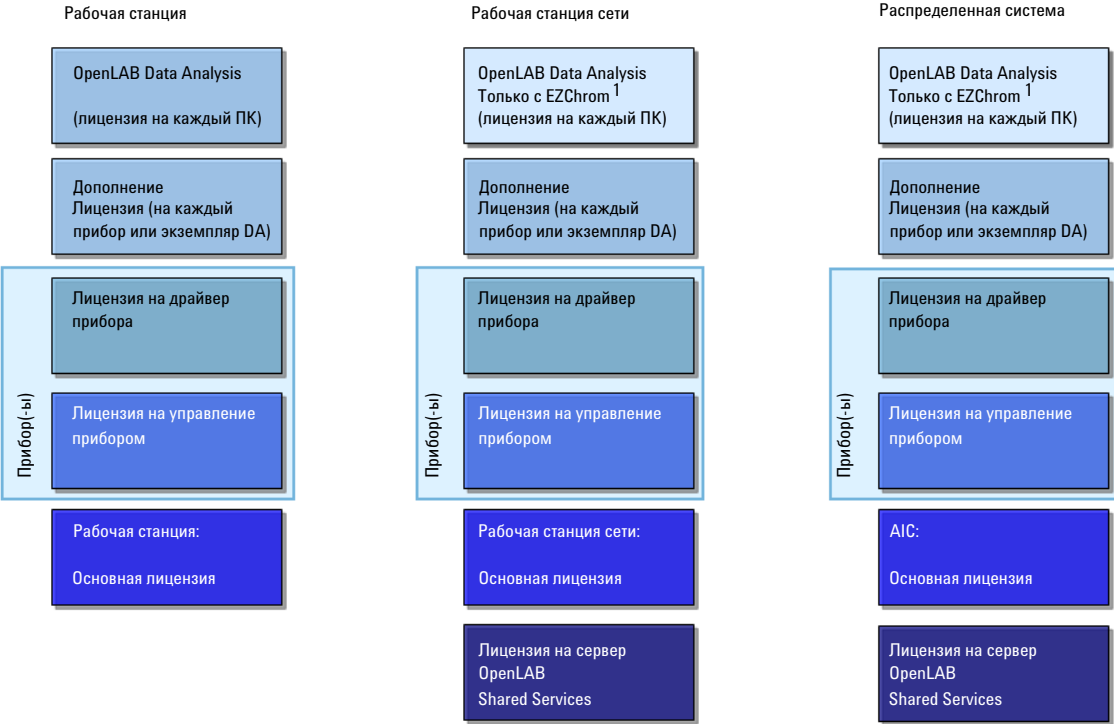 Рабочая станция
OpenLAB Data Analysis
(лицензия на каждый ПК)
Дополнение
Лицензия (на каждый
прибор или экземпляр DA)
Прибор(-ы)
Лицензия на драйвер
прибора
Лицензия на управление
прибором
Рабочая станция:
Основная лицензия
Рабочая станция сети
OpenLAB Data Analysis
Только с EZChrom 1
(лицензия на каждый ПК)
Дополнение
Лицензия (на каждый
прибор или экземпляр DA)
Прибор(-ы)
Лицензия на драйвер
прибора
Лицензия на управление
прибором
Рабочая станция сети:
Основная лицензия
Лицензия на сервер
OpenLAB
Shared Services
Распределенная система
OpenLAB Data Analysis
Только с EZChrom 1
(лицензия на каждый ПК)
Дополнение
Лицензия (на каждый
прибор или экземпляр DA)
Прибор(-ы)
Лицензия на драйвер
прибора
Лицензия на управление
прибором
AIC:
Основная лицензия
Лицензия на сервер
OpenLAB
Shared Services